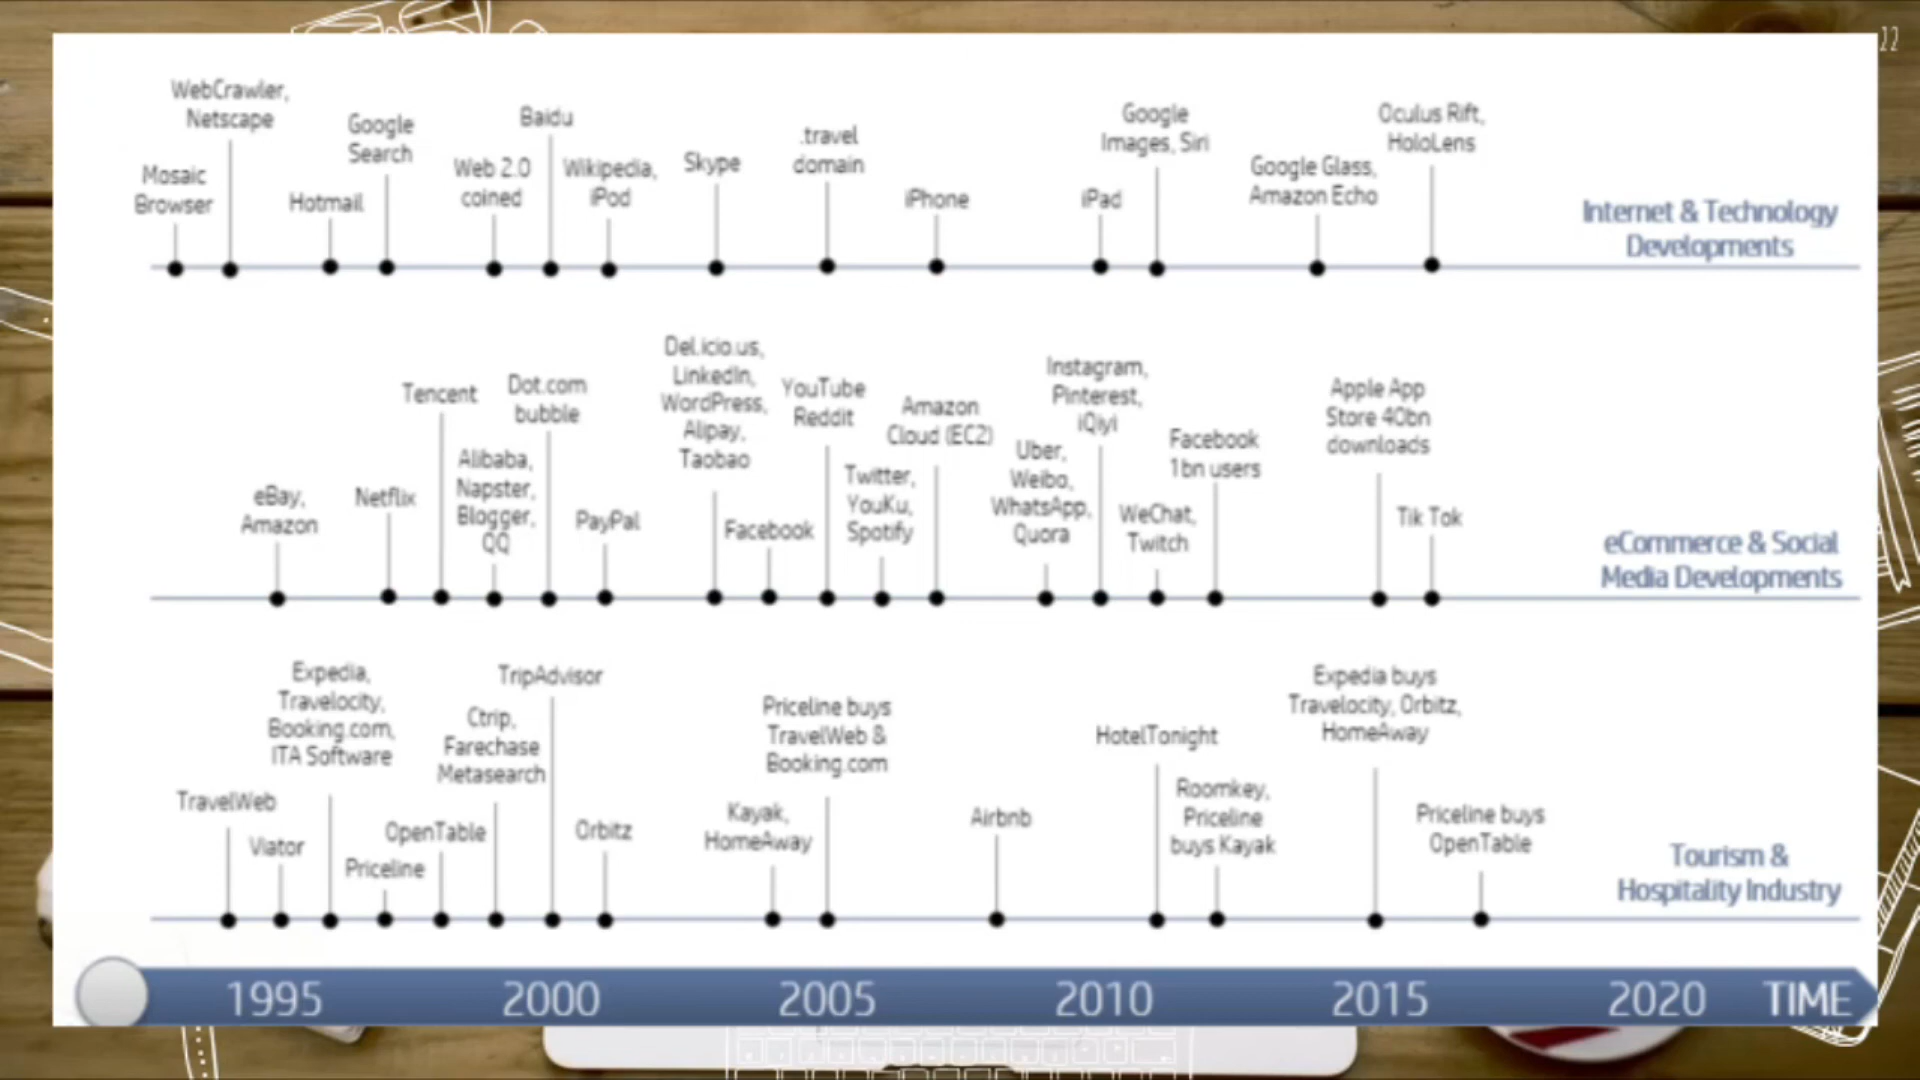 22
WebCrawler,
Netscape
Mosaic
Browser
Hotmail
Google
Search
Web 2.0
coined
Baidu
Wikipedia,
iPod
Skype
.travel
domain
iPhone
iPad
Google
Images, Siri
Google Glass,
Amazon Echo
Oculus Rift,
HoloLens
Internet & Technology
Developments
eBay,
Amazon
Netflix
Tencent
Alibaba,
Napster,
Blogger,
QQ
Dot.com
bubble
PayPal
Del.icio.us,
LinkedIn,
WordPress,
Alipay,
Taobao
Facebook
YouTube
Reddit
Twitter,
YouKu,
Spotify
Amazon
Cloud (EC2)
Uber,
Weibo,
WhatsApp,
Quora
Instagram,
Pinterest,
iQiyi
WeChat,
Twitch
Facebook
1bn users
Apple App
Store 40bn
downloads
Tik Tok
eCommerce & Social
Media Developments
TravelWeb
Viator
Expedia,
Travelocity,
Booking.com,
ITA Software
Priceline
OpenTable
Ctrip,
Farechase
Metasearch
TripAdvisor
Orbitz
Kayak,
HomeAway
Priceline buys
TravelWeb &
Booking.com
Airbnb
HotelTonight
Roomkey,
Priceline
buys Kayak
Expedia buys
Travelocity, Orbitz,
HomeAway
Priceline buys
OpenTable
Tourism &
Hospitality Industry
1995 2000 2005 2010 2015 2020 TIME